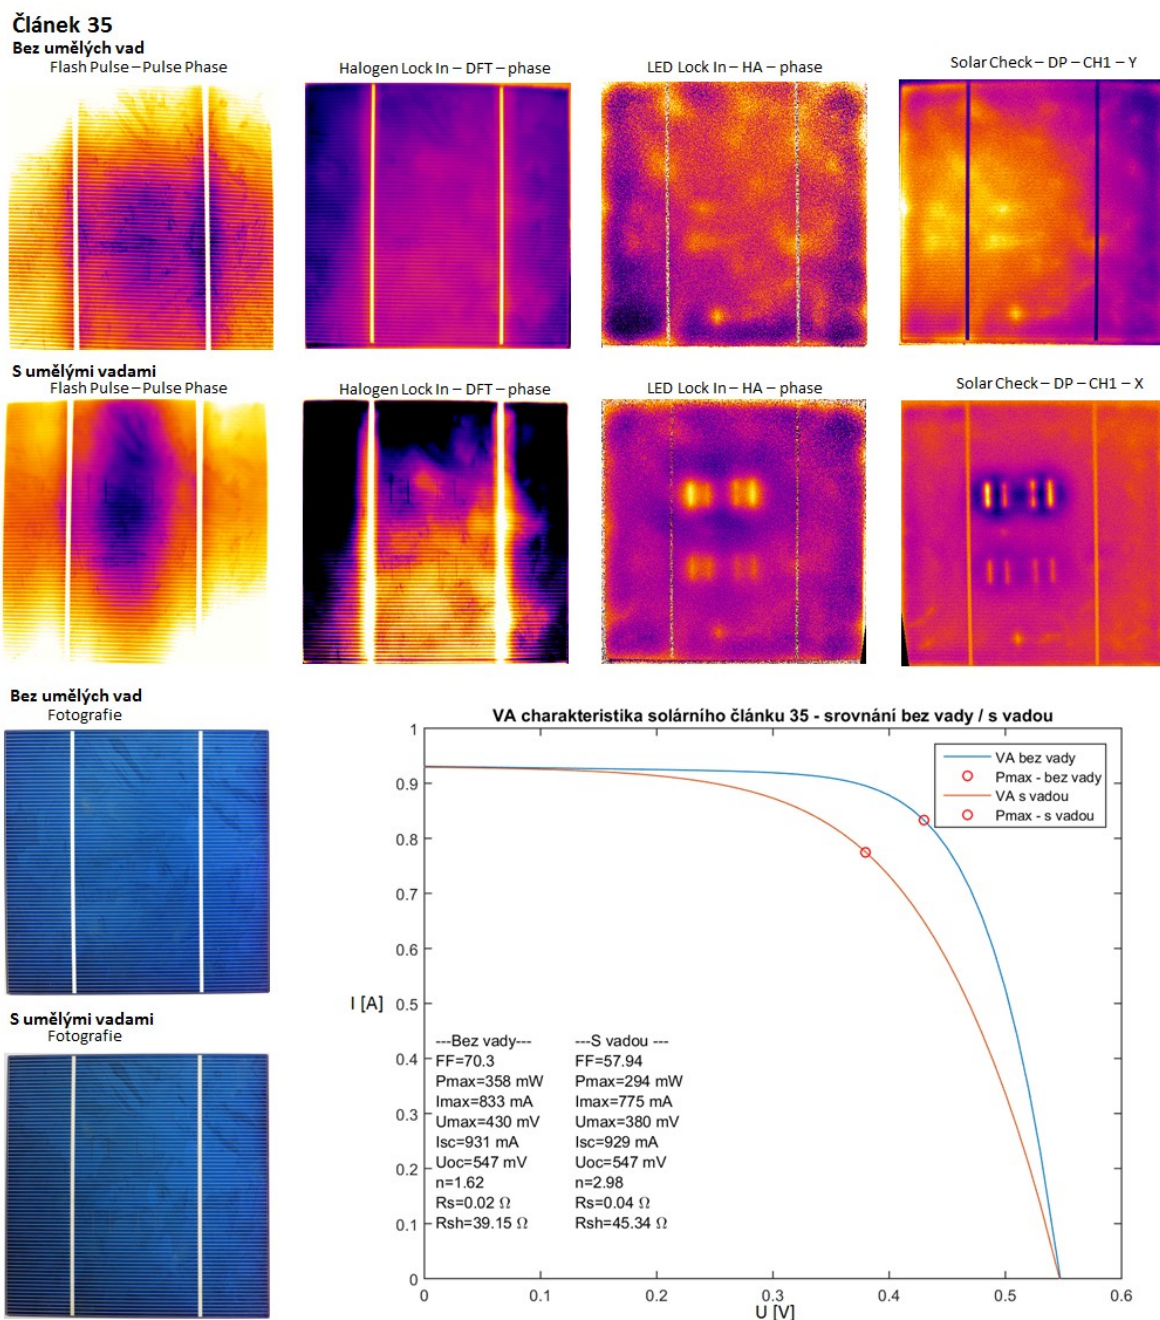 Článek 35
Bez umělých vad
Flash Pulse – Pulse Phase
Halogen Lock In – DFT – phase
LED Lock In – HA – phase
Solar Check – DP – CH1 – Y
S umělými vadami
Flash Pulse – Pulse Phase
Halogen Lock In – DFT – phase
LED Lock In – HA – phase
Solar Check – DP – CH1 – X
Bez umělých vad
Fotografie
S umělými vadami
Fotografie
VA charakteristika solárního článku 35 - srovnání bez vady / s vadou
VA bez vady
Pmax - bez vady
VA s vadou
Pmax - s vadou
1
0.9
0.8
0.7
0.6
0.5
0.4
0.3
0.2
0.1
0
I [A]
---Bez vady---
FF=70.3
Pmax=358 mW
Imax=833 mA
Umax=430 mV
Isc=931 mA
Uoc=547 mV
n=1.62
Rs=0.02 Ω
Rsh=39.15 Ω
---S vadou ---
FF=57.94
Pmax=294 mW
Imax=775 mA
Umax=380 mV
Isc=929 mA
Uoc=547 mV
n=2.98
Rs=0.04 Ω
Rsh=45.34 Ω
0 0.1 0.2 0.3 0.4 0.5 0.6
U [V]